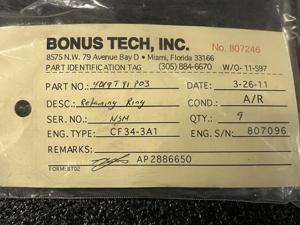 BONUS TECH, INC.
No. 807246
8575 N.W. 79 Avenue Bay D • Miami, Florida 33166
PART IDENTIFICATION TAG (305) 884-6670 W/O- 11-597
PART NO.: 4019T91P03 DATE: 3-26-11
DESC.: Retaining Ring COND.: A/R
SER. NO.: NSN QTY.: 9
ENG. TYPE: CF34-3A1 ENG. S/N: 807096
REMARKS:
AP2886650
FORM: BT02